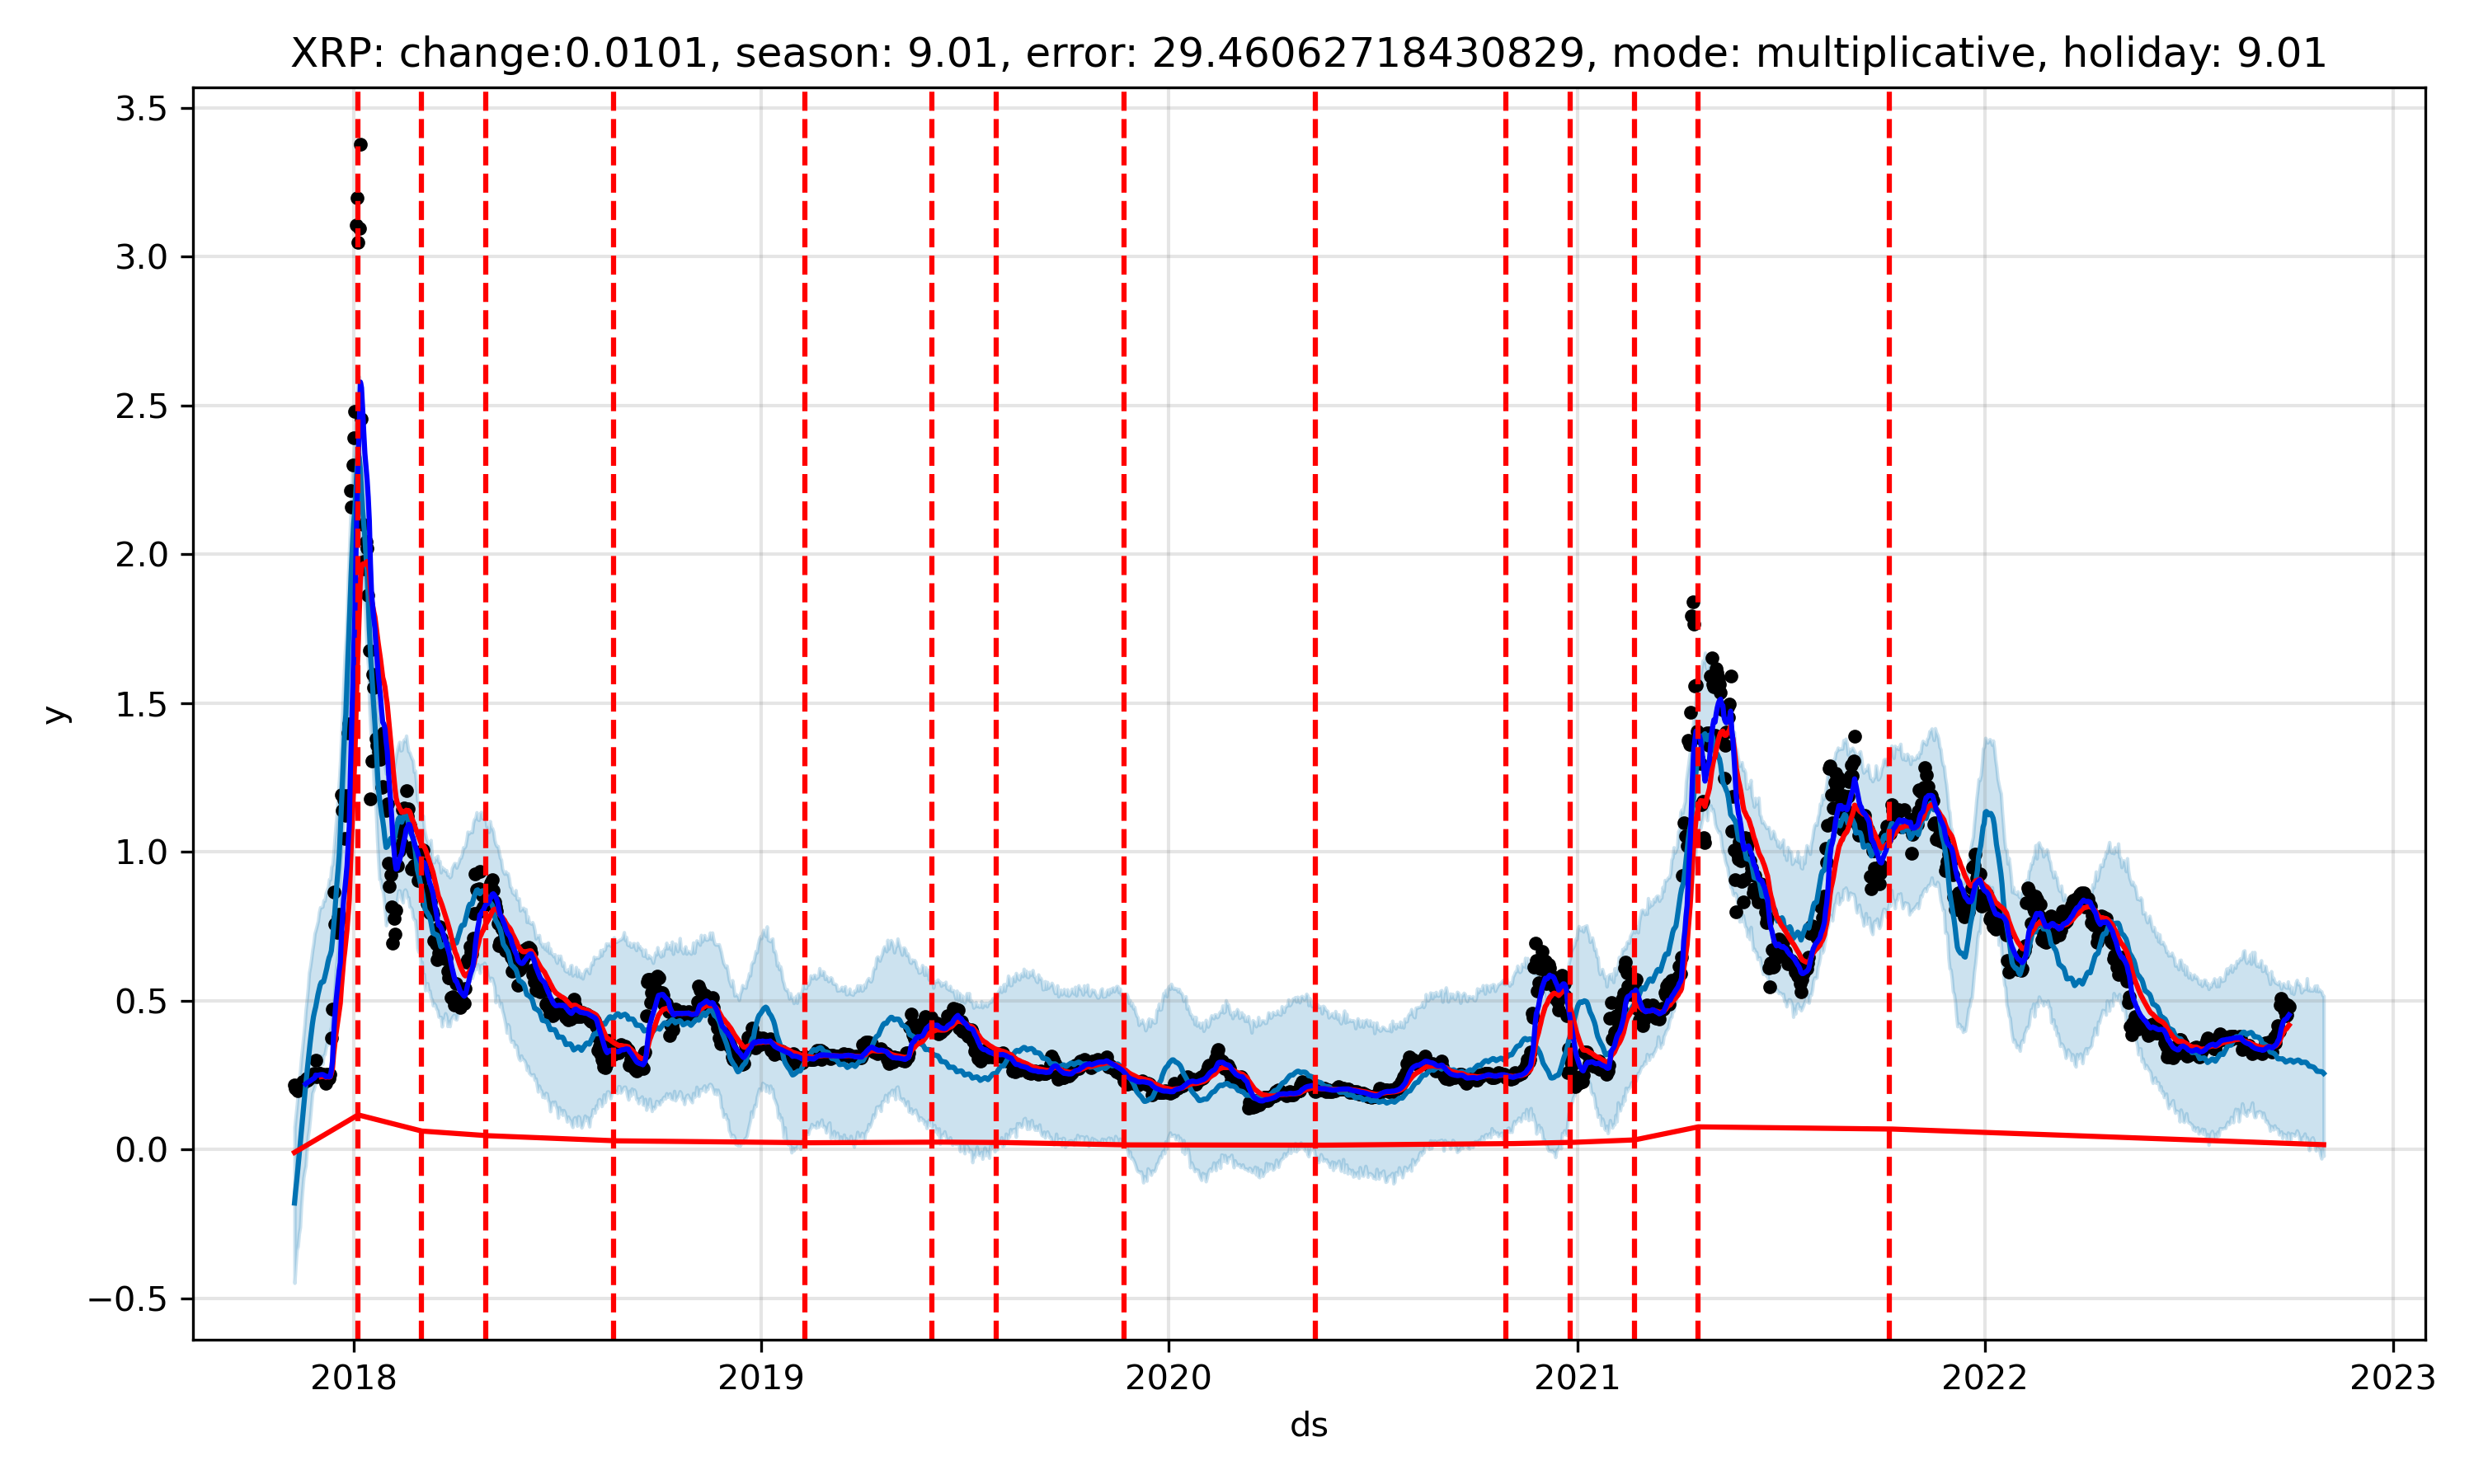 XRP: change:0.0101, season: 9.01, error: 29.46062718430829, mode: multiplicative, holiday: 9.01
3.5
3.0
2.5
2.0
y
1.5
1.0
0.5
0.0
−0.5
2018 2019 2020 2021 2022 2023
ds